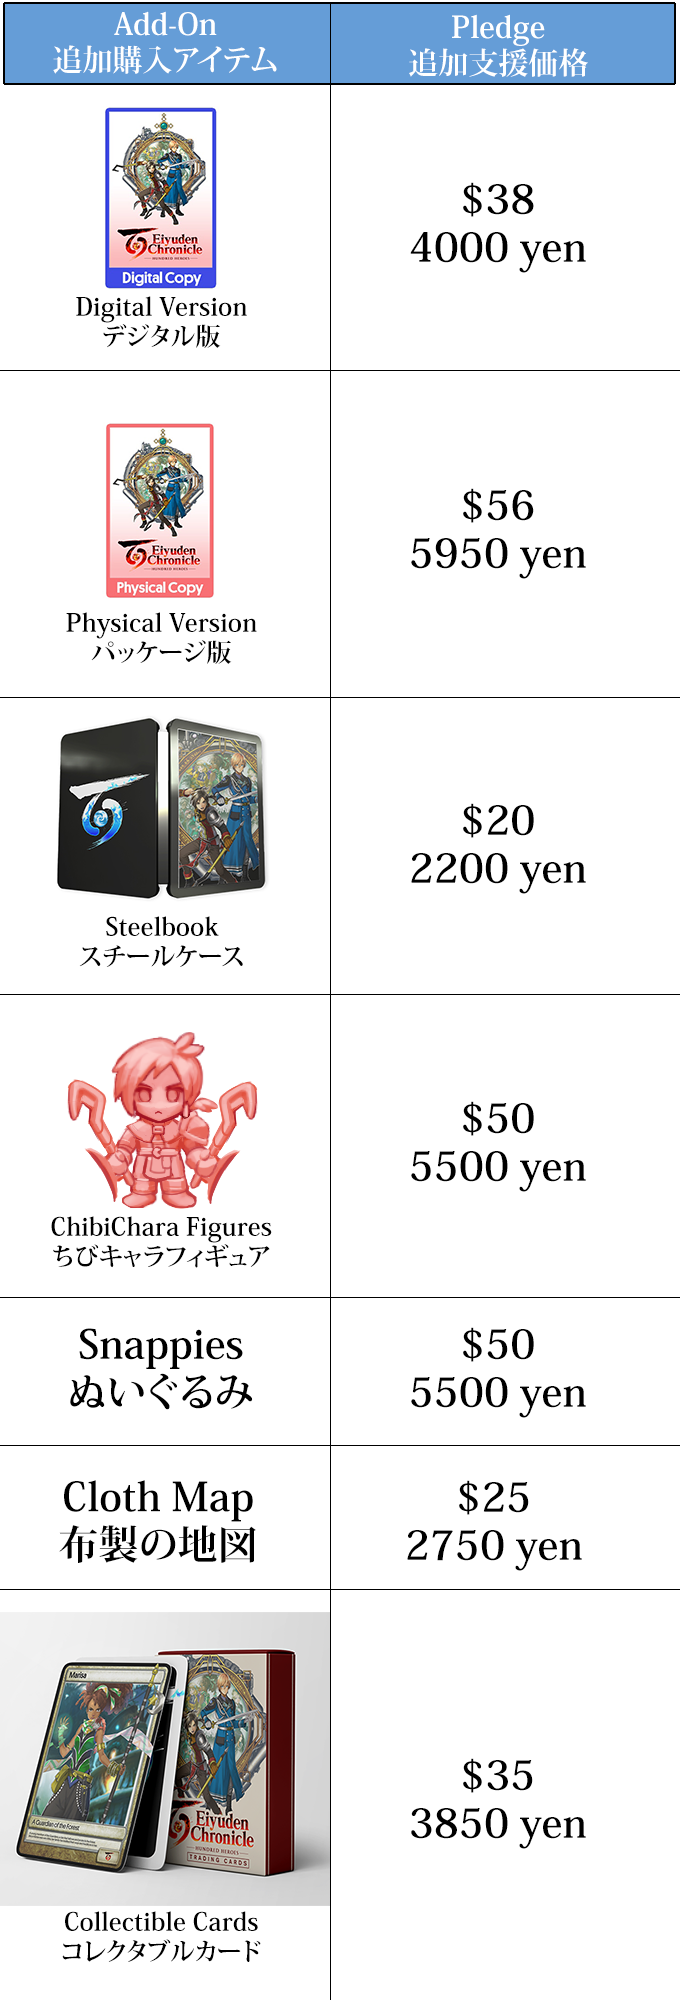 Add-On
追加購入アイテム
Pledge
追加支援価格
Eiyuden
Chronicle
HUNDRED HEROES
Digital Copy
Digital Version
デジタル版
$38
4000 yen
Eiyuden
Chronicle
HUNDRED HEROES
Physical Copy
Physical Version
パッケージ版
$56
5950 yen
Steelbook
スチールケース
$20
2200 yen
ChibiChara Figures
ちびキャラフィギュア
$50
5500 yen
Snappies
ぬいぐるみ
$50
5500 yen
Cloth Map
布製の地図
$25
2750 yen
Marisa
A Guardian of the Forest
Eiyuden
Chronicle
HUNDRED HEROES
TRADING CARDS
Collectible Cards
コレクタブルカード
$35
3850 yen